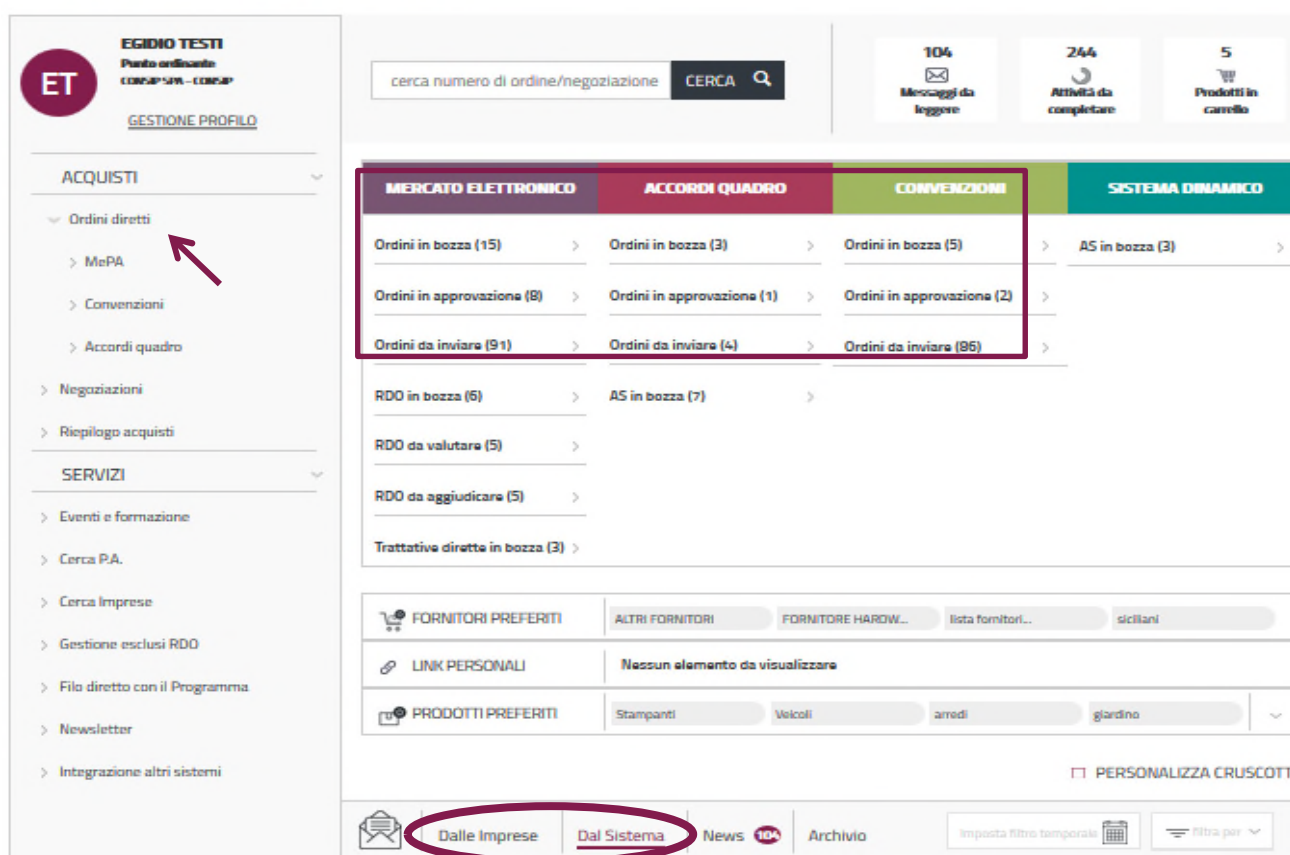 EGIDIO TESTI
Punto ordinante
CONSIP SPA - CONSIP
ET
GESTIONE PROFILO
cerca numero di ordine/negoziazione
CERCA
104
Messaggi da
leggere
244
Attività da
completare
5
Prodotti in
carrello
ACQUISTI
Ordini diretti
MePA
Convenzioni
Accordi quadro
Negoziazioni
Riepilogo acquisti
SERVIZI
Eventi e formazione
Cerca P.A.
Cerca Imprese
Gestione esclusi RDO
Filo diretto con il Programma
Newsletter
Integrazione altri sistemi
MERCATO ELETTRONICO
Ordini in bozza (15)
Ordini in approvazione (8)
Ordini da inviare (91)
RDO in bozza (6)
RDO da valutare (5)
RDO da aggiudicare (5)
Trattative dirette in bozza (3)
ACCORDI QUADRO
Ordini in bozza (3)
Ordini in approvazione (1)
Ordini da inviare (4)
AS in bozza (7)
CONVENZIONI
Ordini in bozza (5)
Ordini in approvazione (2)
Ordini da inviare (86)
SISTEMA DINAMICO
AS in bozza (3)
FORNITORI PREFERITI ALTRI FORNITORI FORNITORE HARDW... lista fornitori... siciliani
LINK PERSONALI Nessun elemento da visualizzare
PRODOTTI PREFERITI Stampanti Veicoli arredi giardino
PERSONALIZZA CRUSCOTT
Dalle Imprese Dal Sistema News 104 Archivio Imposta filtro temporale filtra per